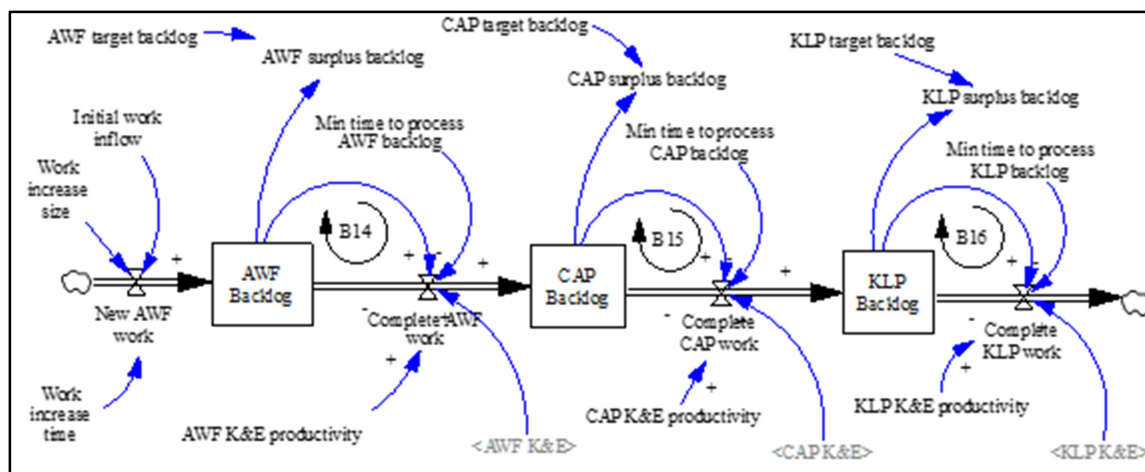 AWF target backlog
AWF surplus backlog
CAP target backlog
CAP surplus backlog
KLP target backlog
KLP surplus backlog
Initial work
inflow
Work
increase
size
Min time to process
AWF backlog
Min time to process
CAP backlog
Min time to process
KLP backlog
B14
B15
B16
+
AWF
Backlog
+
-
+
CAP
Backlog
+
-
+
KLP
Backlog
+
-
New AWF
work
-
Complete AWF
work
+
-
Complete
CAP work
+
-
Complete
KLP work
+
Work
increase
time
+
AWF K&E productivity
<AWF K&E>
+
CAP K&E productivity
<CAP K&E>
+
KLP K&E productivity
<KLP K&E>